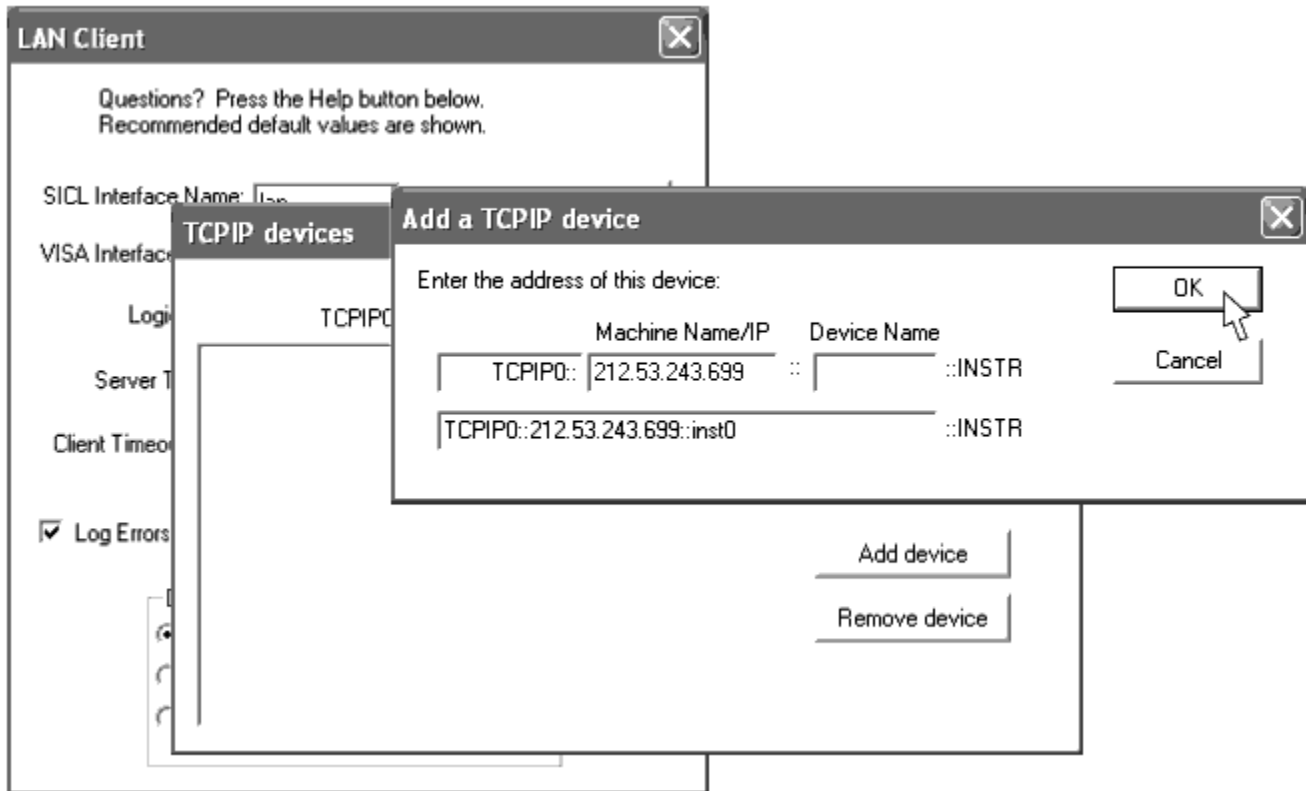 LAN Client
Questions? Press the Help button below.
Recommended default values are shown.
SICL Interface Name:
VISA Interface
TCPIP devices
TCPIP0
Server
Client
Log Errors
Add device
Remove device
Add a TCPIP device
Enter the address of this device:
OK
Cancel
Machine Name/IP Device Name
TCPIP0:: 212.53.243.699 :: ::INSTR
TCPIP0::212.53.243.699::inst0 ::INSTR